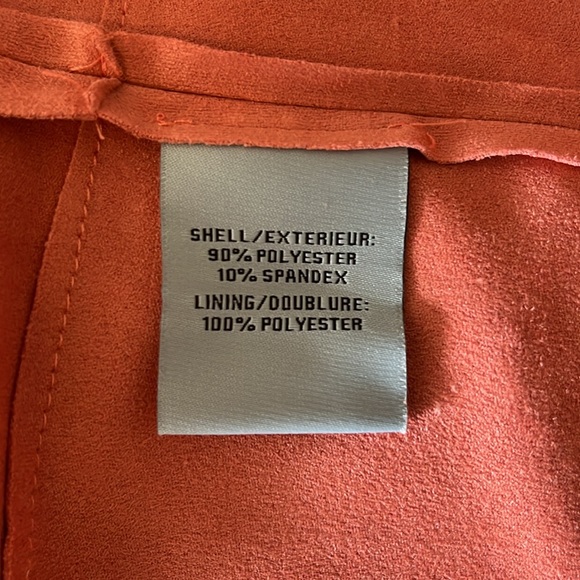 SHELL/EXTERIEUR:
90% POLYESTER
10% SPANDEX
LINING/DOUBLURE:
100% POLYESTER